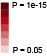 P = 1e-15
P = 0.05